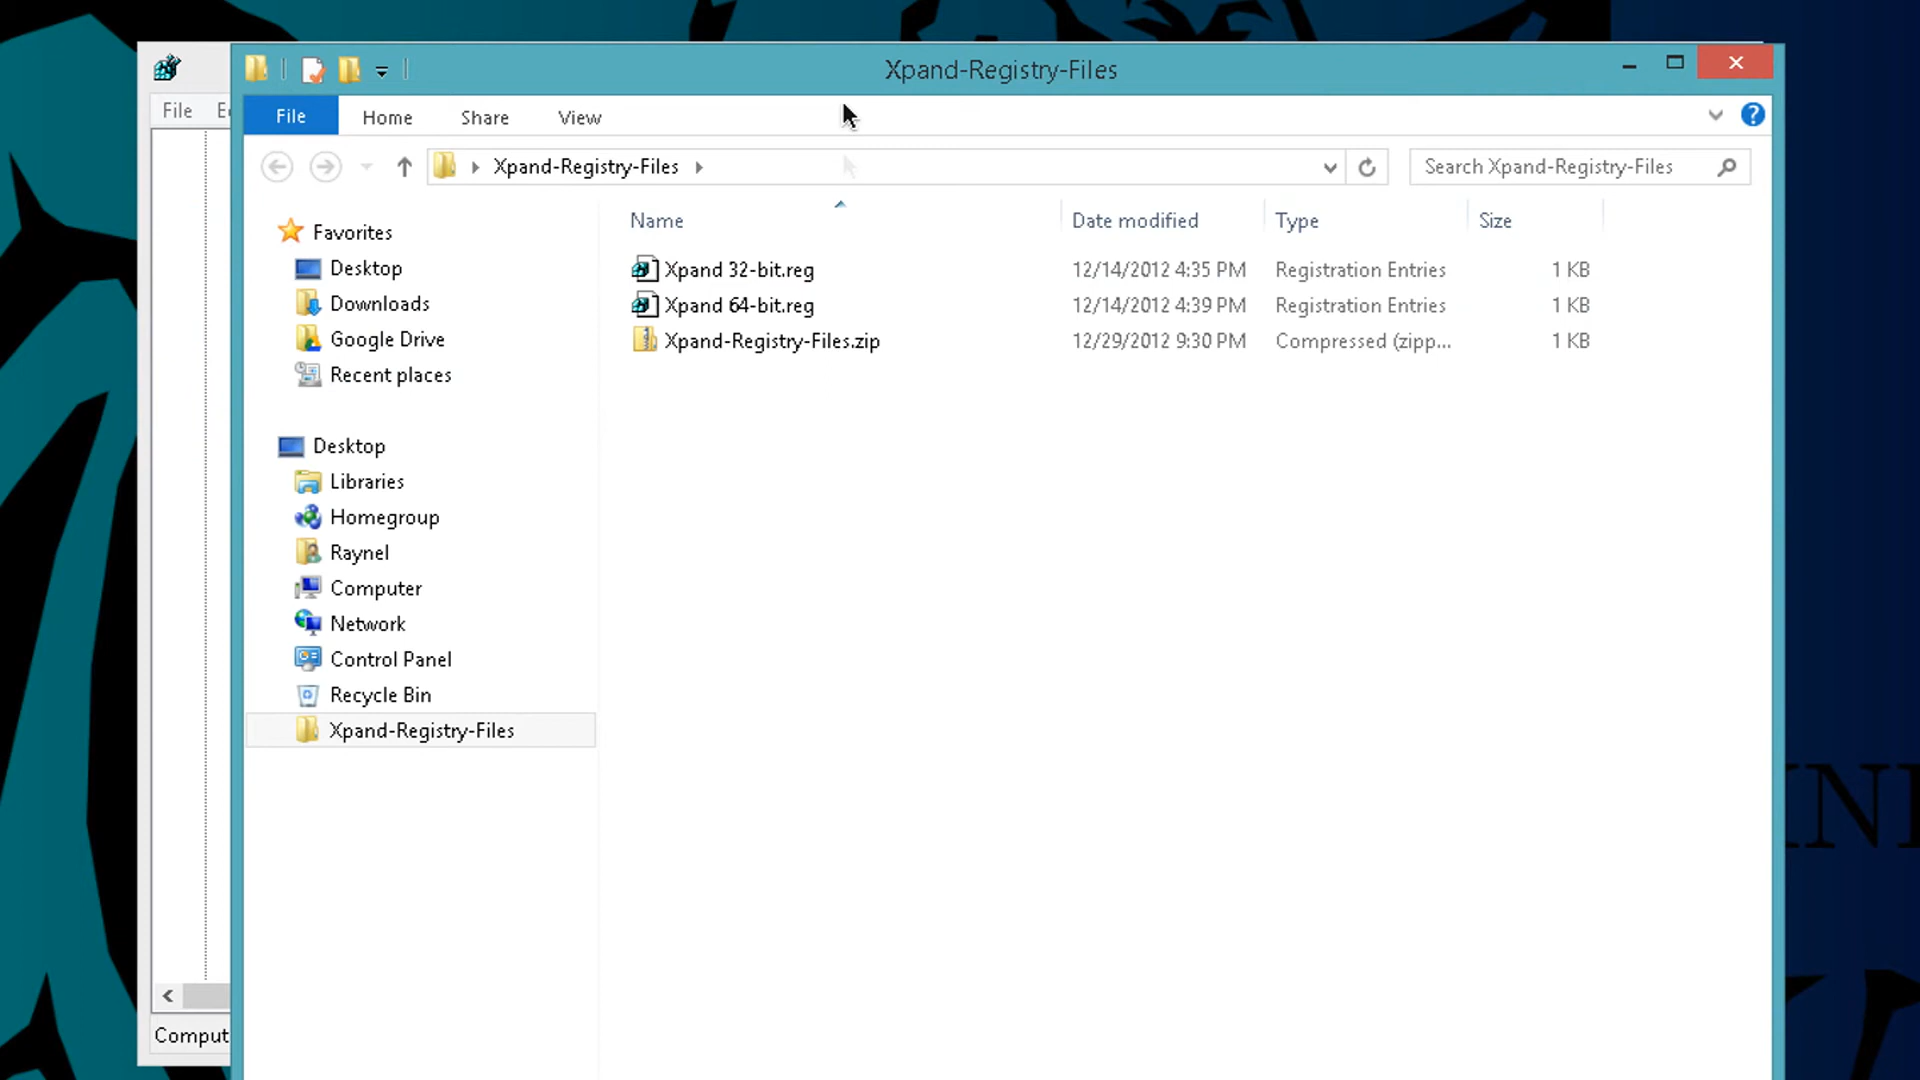 Xpand-Registry-Files
File
File Home Share View
Xpand-Registry-Files
Search Xpand-Registry-Files
Name Date modified Type Size
Favorites
Desktop
Downloads
Google Drive
Recent places
Desktop
Libraries
Homegroup
Raynel
Computer
Network
Control Panel
Recycle Bin
Xpand-Registry-Files
Xpand 32-bit.reg 12/14/2012 4:35 PM Registration Entries 1 KB
Xpand 64-bit.reg 12/14/2012 4:39 PM Registration Entries 1 KB
Xpand-Registry-Files.zip 12/29/2012 9:30 PM Compressed (zipp... 1 KB
Comput